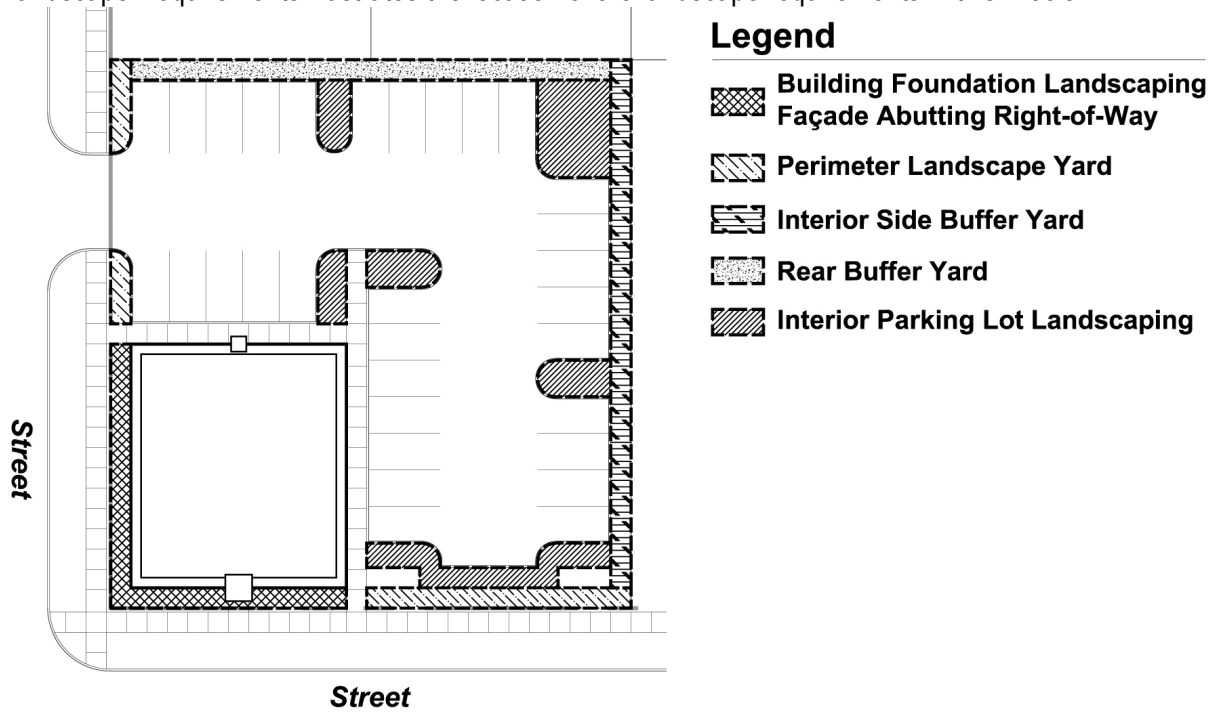 Legend
Building Foundation Landscaping
Façade Abutting Right-of-Way
Perimeter Landscape Yard
Interior Side Buffer Yard
Rear Buffer Yard
Interior Parking Lot Landscaping
Street
Street